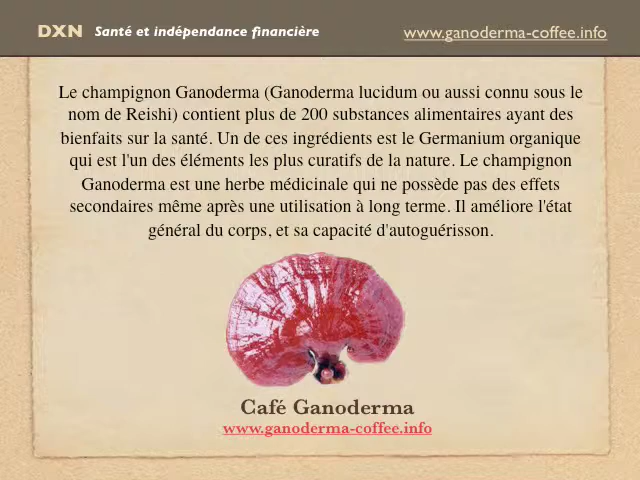 DXN Santé et indépendance financière www.ganoderma-coffee.info
Le champignon Ganoderma (Ganoderma lucidum ou aussi connu sous le
nom de Reishi) contient plus de 200 substances alimentaires ayant des
bienfaits sur la santé. Un de ces ingrédients est le Germanium organique
qui est l'un des éléments les plus curatifs de la nature. Le champignon
Ganoderma est une herbe médicinale qui ne possède pas des effets
secondaires même après une utilisation à long terme. Il améliore l'état
général du corps, et sa capacité d'autoguérisson.
Café Ganoderma
www.ganoderma-coffee.info